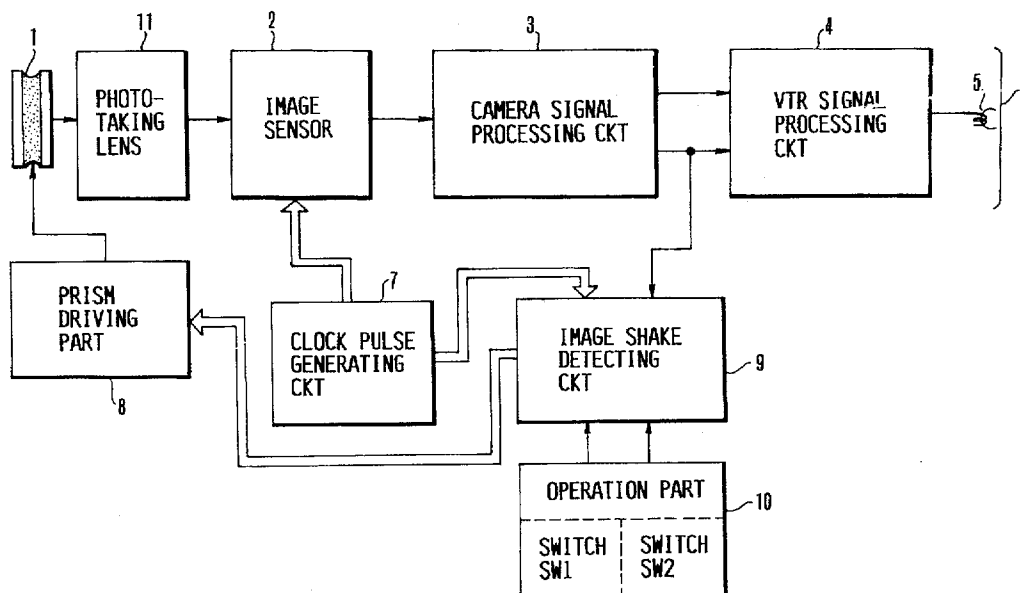 1
11
2
3
4
5
PHOTO-
TAKING
LENS
IMAGE
SENSOR
CAMERA SIGNAL
PROCESSING CKT
VTR SIGNAL
PROCESSING
CKT
PRISM
DRIVING
PART
8
7
CLOCK PULSE
GENERATING
CKT
IMAGE SHAKE
DETECTING
CKT
9
OPERATION PART
10
SWITCH
SW1
SWITCH
SW2